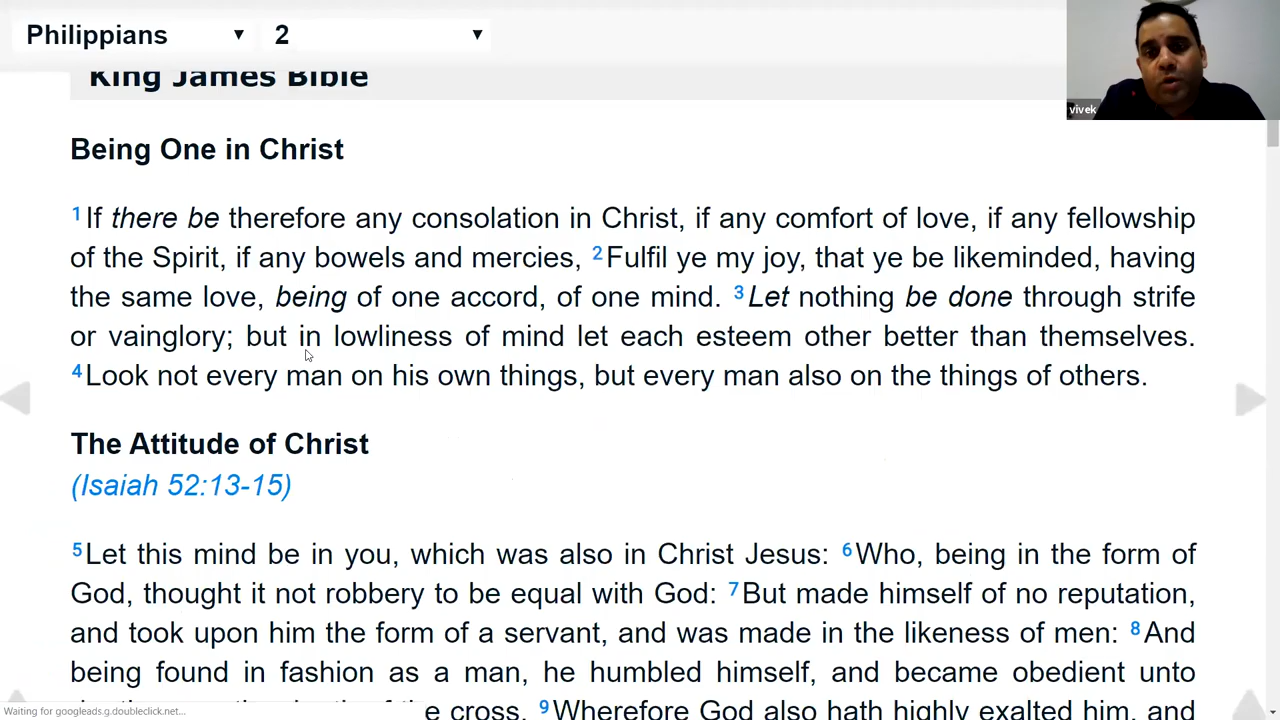 Philippians ▼ 2 ▼
King James Bible
vivek
Being One in Christ
1 If there be therefore any consolation in Christ, if any comfort of love, if any fellowship
of the Spirit, if any bowels and mercies, 2 Fulfil ye my joy, that ye be likeminded, having
the same love, being of one accord, of one mind. 3 Let nothing be done through strife
or vainglory; but in lowliness of mind let each esteem other better than themselves.
4 Look not every man on his own things, but every man also on the things of others.
The Attitude of Christ
(Isaiah 52:13-15)
5 Let this mind be in you, which was also in Christ Jesus: 6 Who, being in the form of
God, thought it not robbery to be equal with God: 7 But made himself of no reputation,
and took upon him the form of a servant, and was made in the likeness of men: 8 And
being found in fashion as a man, he humbled himself, and became obedient unto
e cross. 9 Wherefore God also hath highly exalted him, and
Waiting for googleads.g.doubleclick.net...